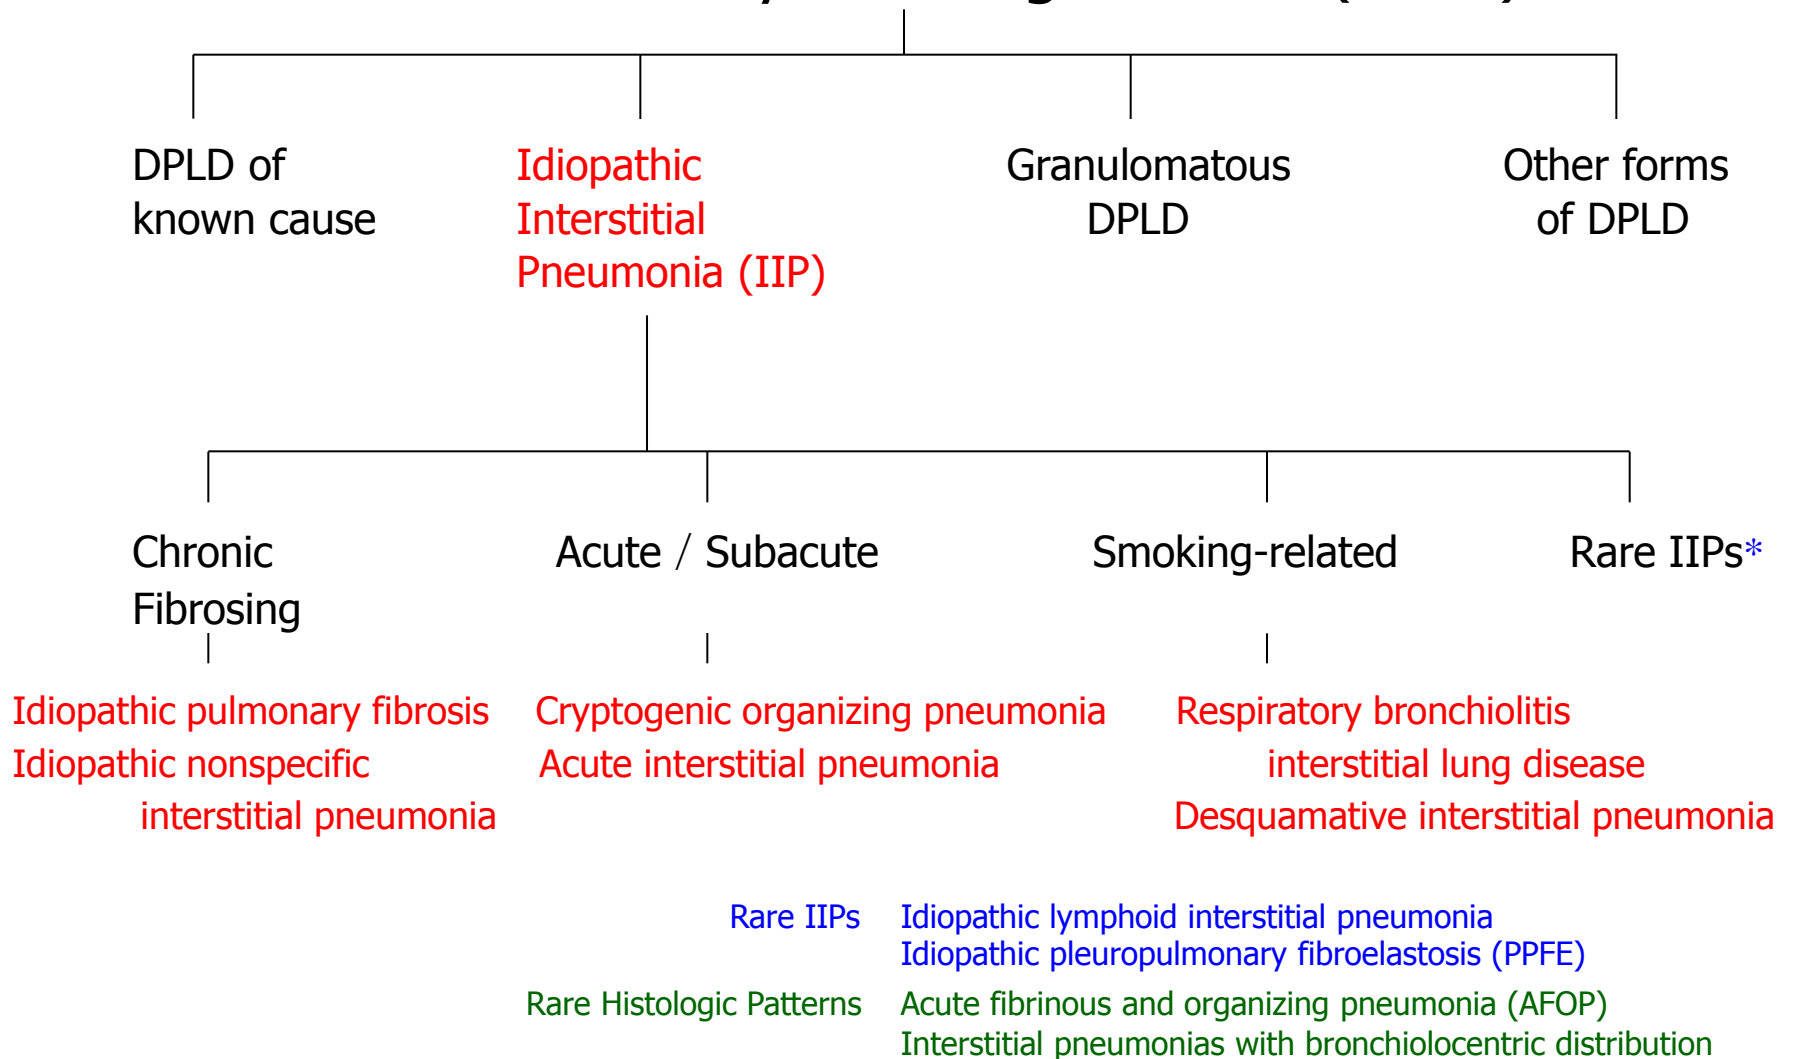 DPLD of
known cause
Idiopathic
Interstitial
Pneumonia (IIP)
Granulomatous
DPLD
Other forms
of DPLD
Chronic
Fibrosing
Acute / Subacute
Smoking-related
Rare IIPs*
Idiopathic pulmonary fibrosis
Idiopathic nonspecific
interstitial pneumonia
Cryptogenic organizing pneumonia
Acute interstitial pneumonia
Respiratory bronchiolitis
interstitial lung disease
Desquamative interstitial pneumonia
Rare IIPs Idiopathic lymphoid interstitial pneumonia
Idiopathic pleuropulmonary fibroelastosis (PPFE)
Rare Histologic Patterns Acute fibrinous and organizing pneumonia (AFOP)
Interstitial pneumonias with bronchiolocentric distribution